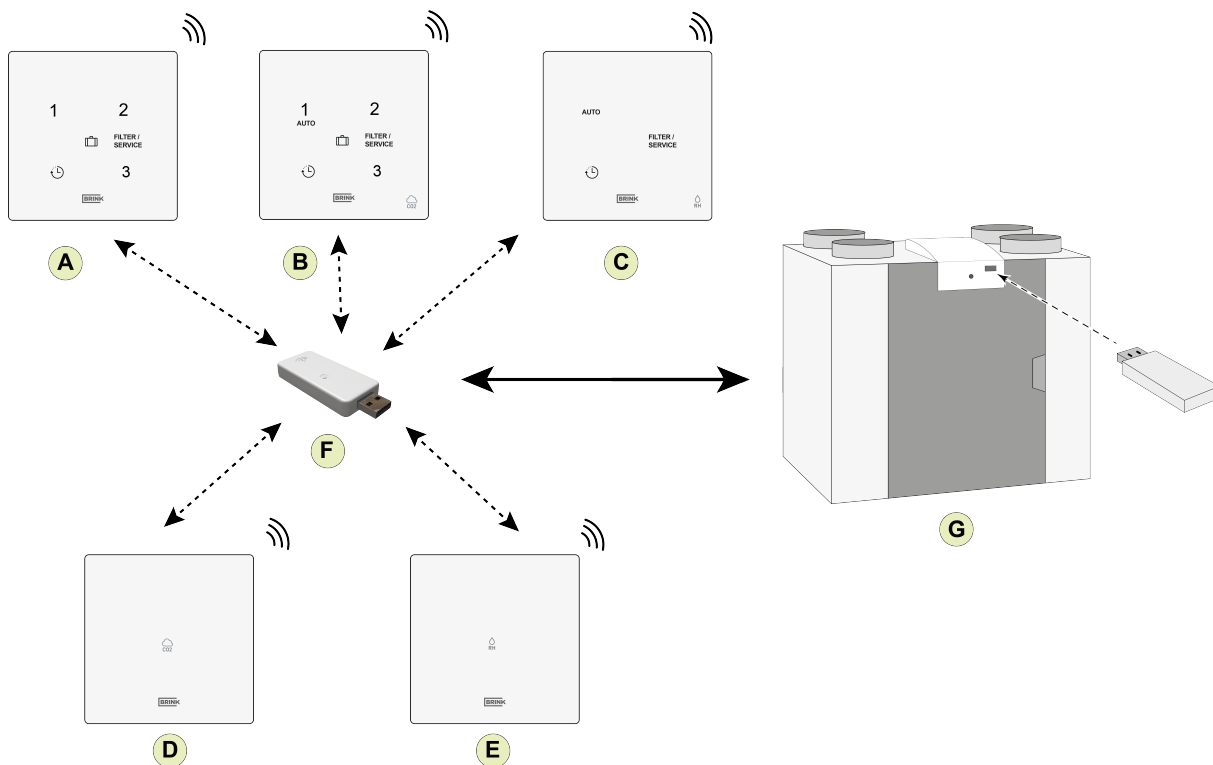 1 2
FILTER /
SERVICE
3
BRINK
A
1 2
AUTO
FILTER /
SERVICE
3
BRINK
CO2
B
AUTO
FILTER /
SERVICE
BRINK
RH
C
F
G
CO2
BRINK
D
RH
BRINK
E